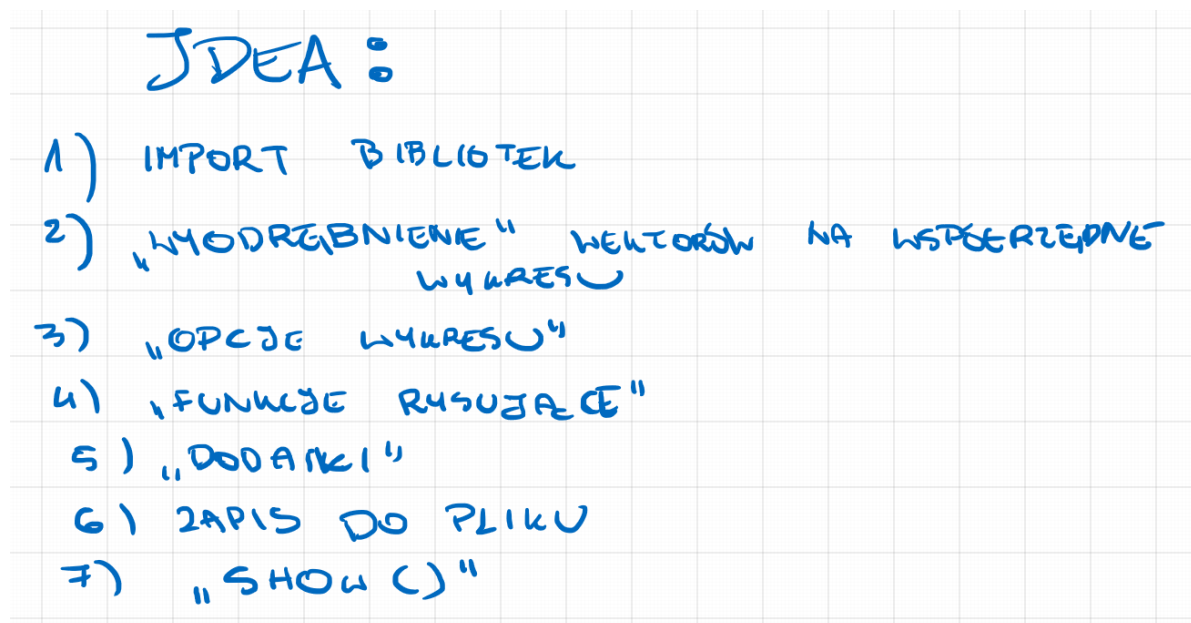 IDEA:
1) IMPORT BIBLIOTEK
2) „WYODRĘBNIENIE" WEKTORÓW NA WSPÓŁRZĘDNE
WYKRESU
3) „OPCJE WYKRESU"
4) „FUNKCJE RYSUJĄCE"
5) „DODATKI"
6) ZAPIS DO PLIKU
7) „SHOW()"